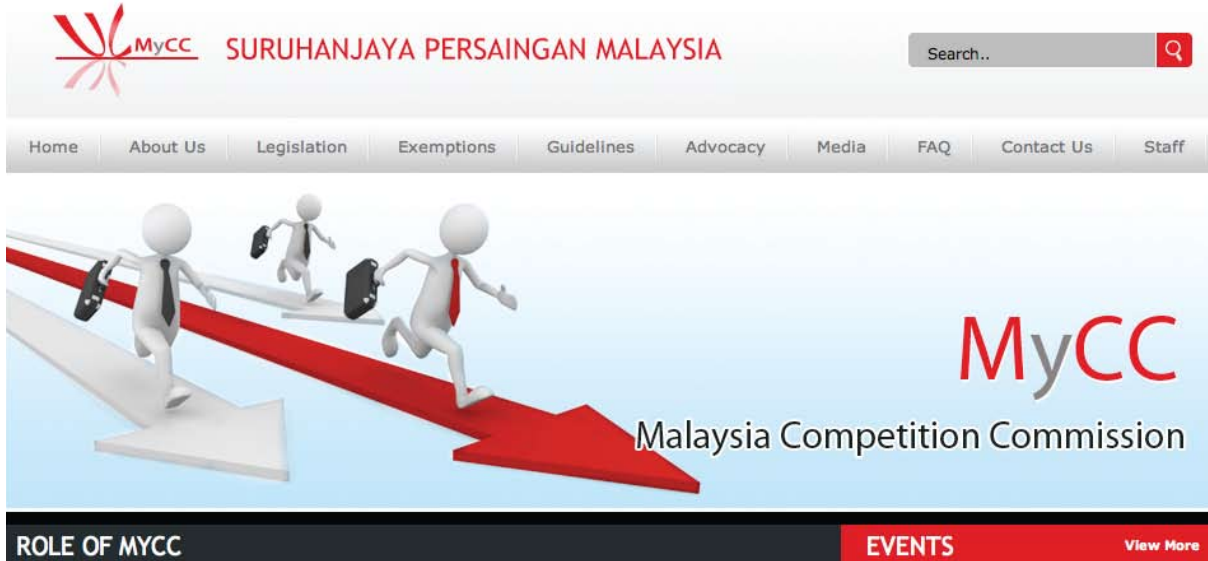 MyCC SURUHANJAYA PERSAINGAN MALAYSIA
Search..
Home About Us Legislation Exemptions Guidelines Advocacy Media FAQ Contact Us Staff
MyCC
Malaysia Competition Commission
ROLE OF MYCC
EVENTS View More